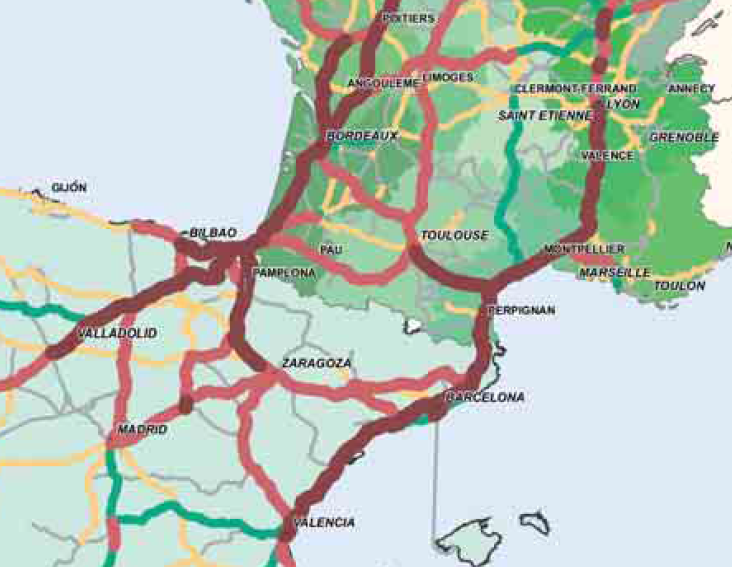 POITIERS
ANGOULEME
LIMOGES
CLERMONT-FERRAND
ANNECY
LYON
SAINT ETIENNE
BORDEAUX
GRENOBLE
VALENCE
GIJÓN
BILBAO
TOULOUSE
PAU
MONTPELLIER
PAMPLONA
MARSEILLE
TOULON
PERPIGNAN
VALLADOLID
ZARAGOZA
BARCELONA
MADRID
VALENCIA